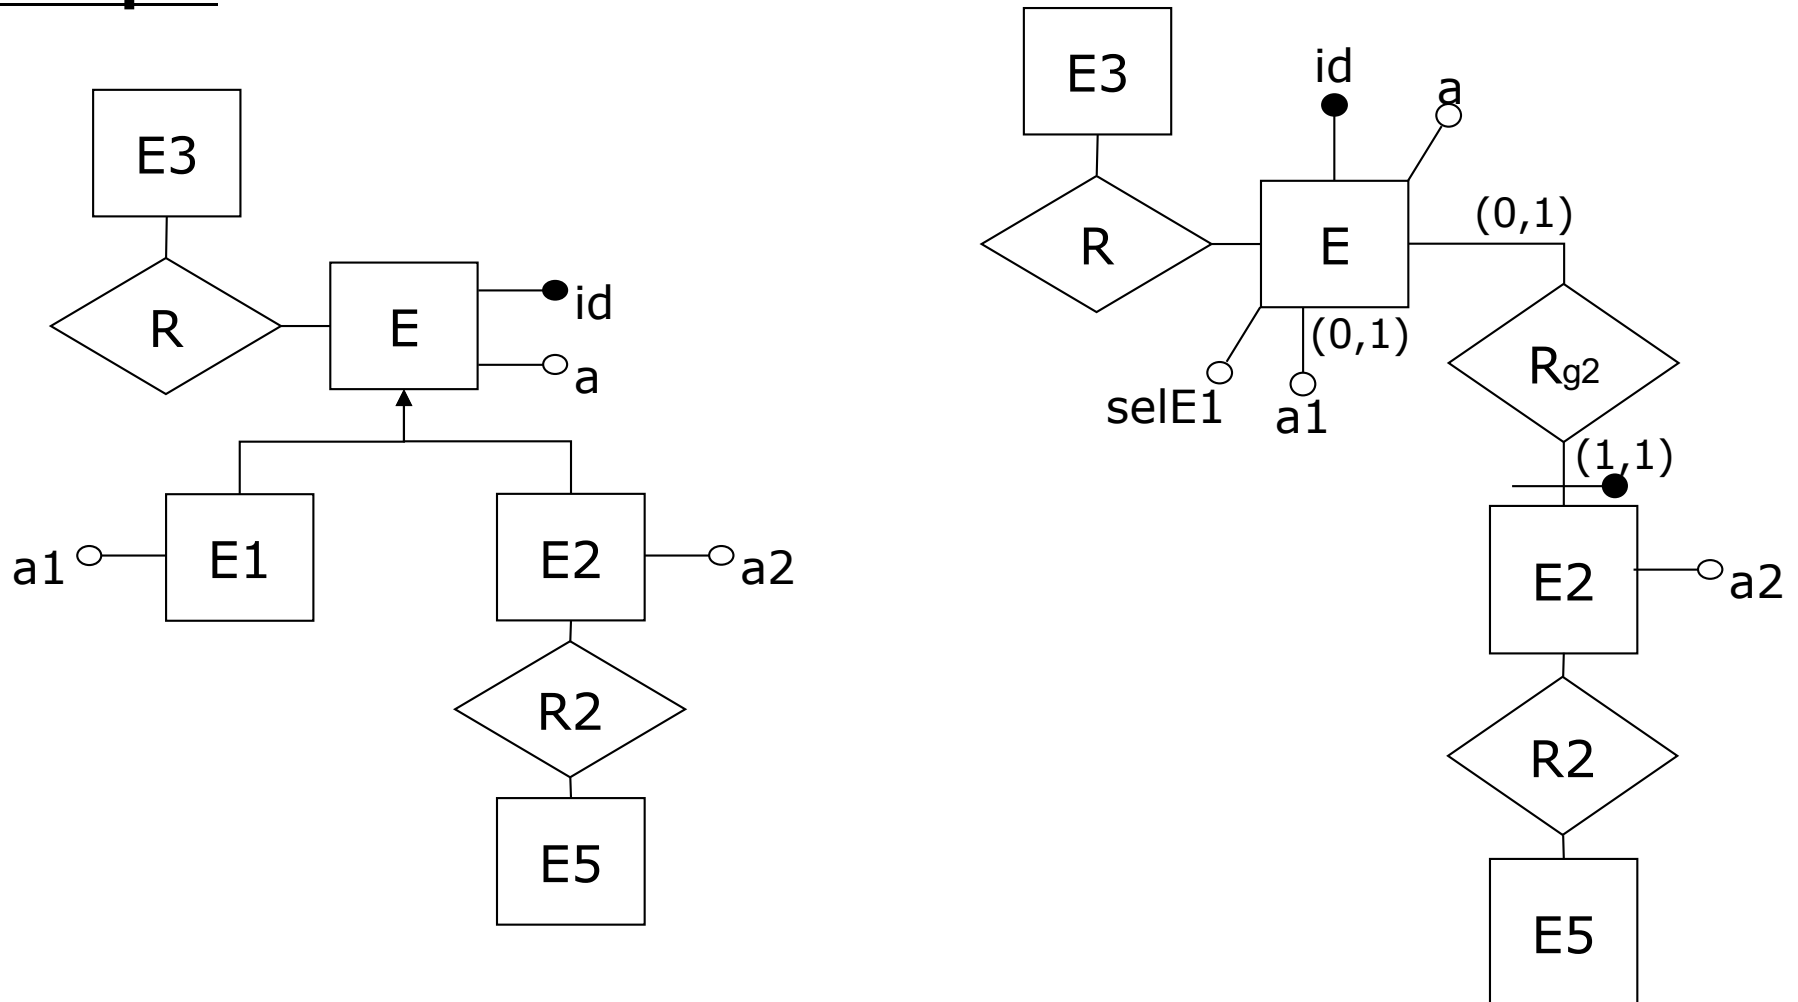 E3
R
E
id
a
E1
a1
E2
a2
R2
E5
E3
id
a
R
E
(0,1)
(0,1)
selE1
a1
Rg2
(1,1)
E2
a2
R2
E5